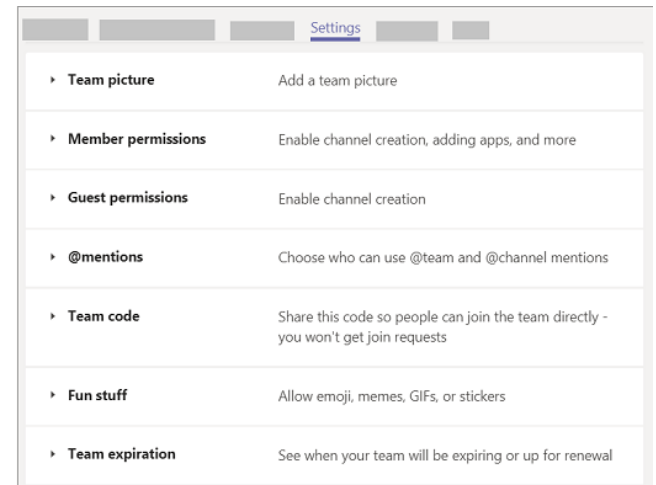 Settings
Team picture
Add a team picture
Member permissions
Enable channel creation, adding apps, and more
Guest permissions
Enable channel creation
@mentions
Choose who can use @team and @channel mentions
Team code
Share this code so people can join the team directly -
you won't get join requests
Fun stuff
Allow emoji, memes, GIFs, or stickers
Team expiration
See when your team will be expiring or up for renewal